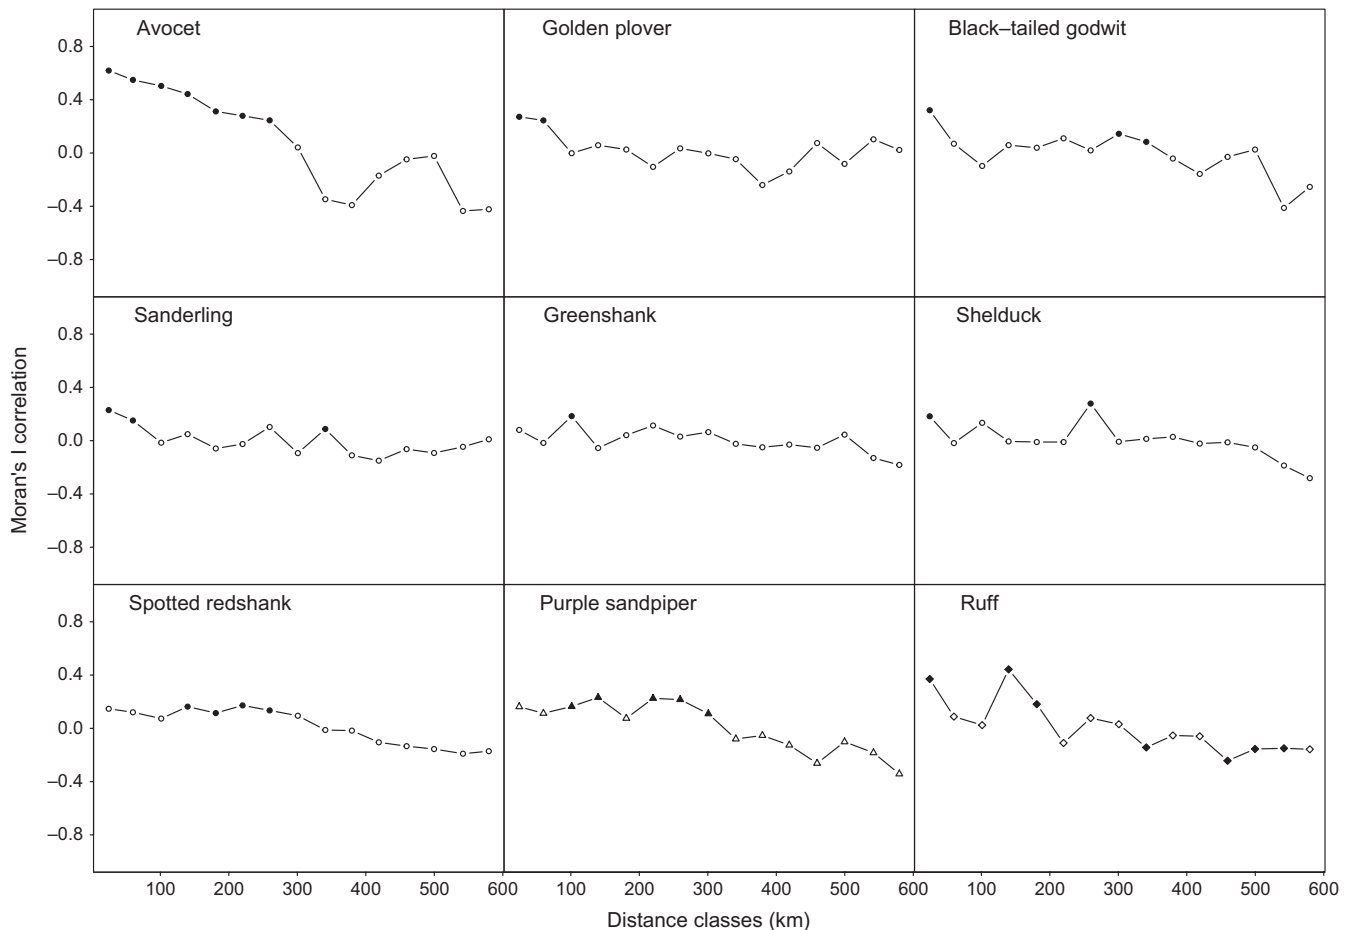 Avocet Golden plover Black–tailed godwit
0.8
0.4
0.0
–0.4
–0.8
Sanderling Greenshank Shelduck
0.8
0.4
0.0
–0.4
–0.8
Moran's I correlation
Spotted redshank Purple sandpiper Ruff
0.8
0.4
0.0
–0.4
–0.8
100 200 300 400 500 600 100 200 300 400 500 600 100 200 300 400 500 600
Distance classes (km)